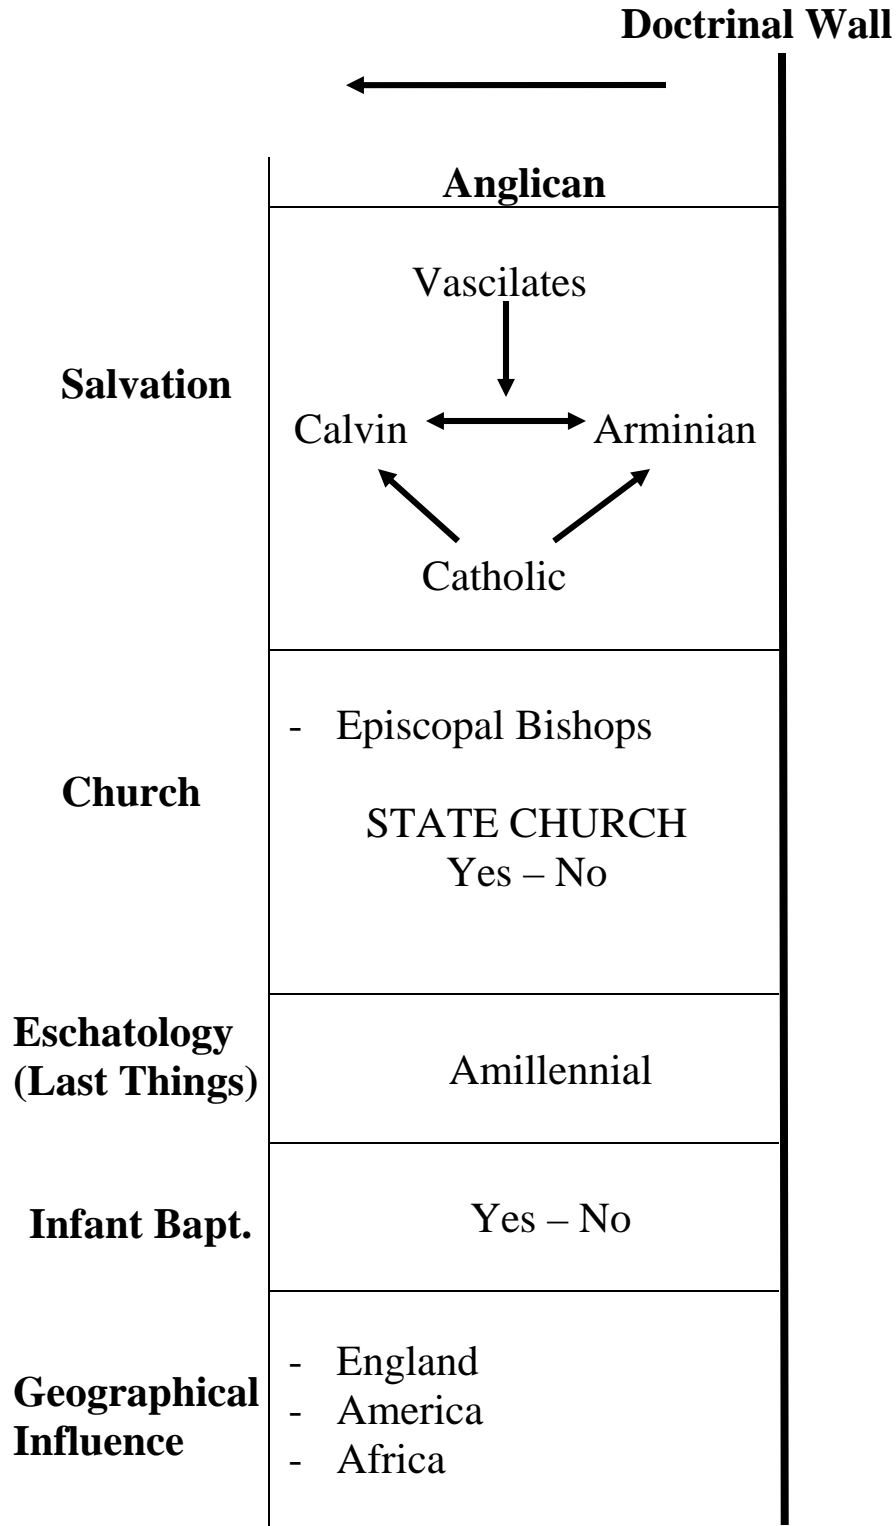 Doctrinal Wall
Anglican
Vascilates
Salvation
Calvin Arminian
Catholic
- Episcopal Bishops
Church
STATE CHURCH
Yes – No
Eschatology
(Last Things)
Amillennial
Infant Bapt.
Yes – No
Geographical
Influence
- England
- America
- Africa